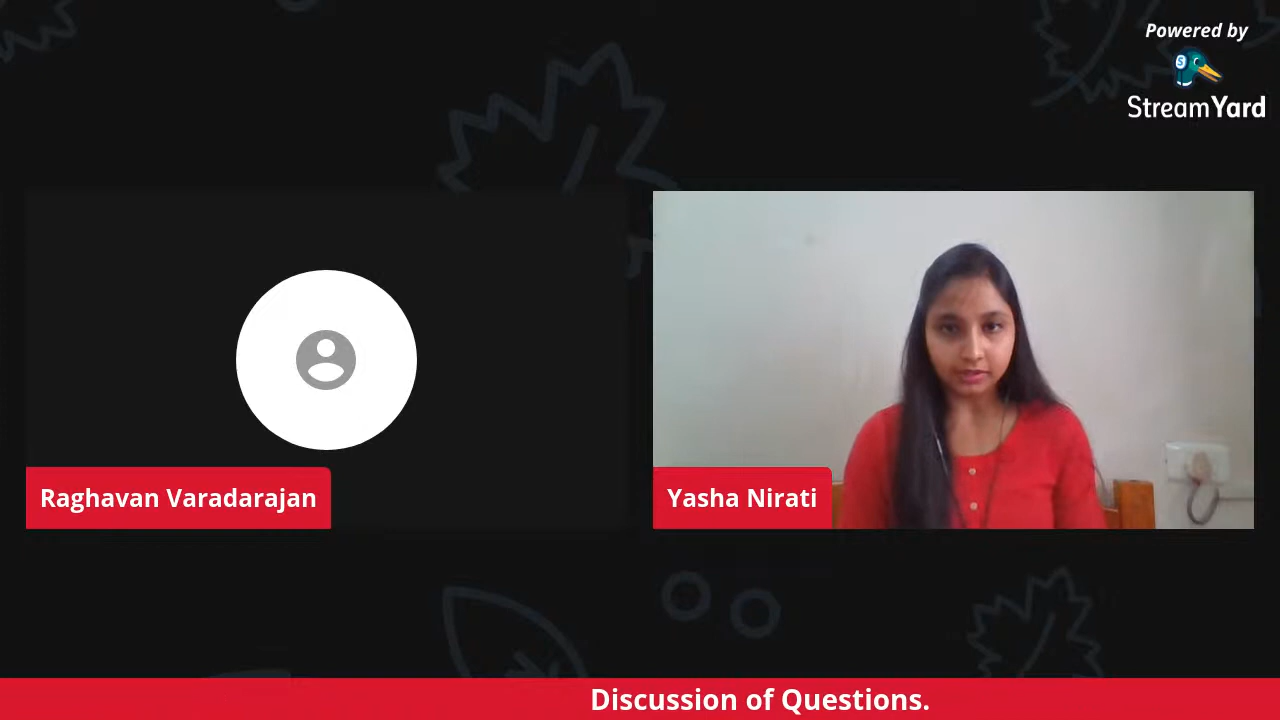 Powered by
StreamYard
Raghavan Varadarajan
Yasha Nirati
Discussion of Questions.